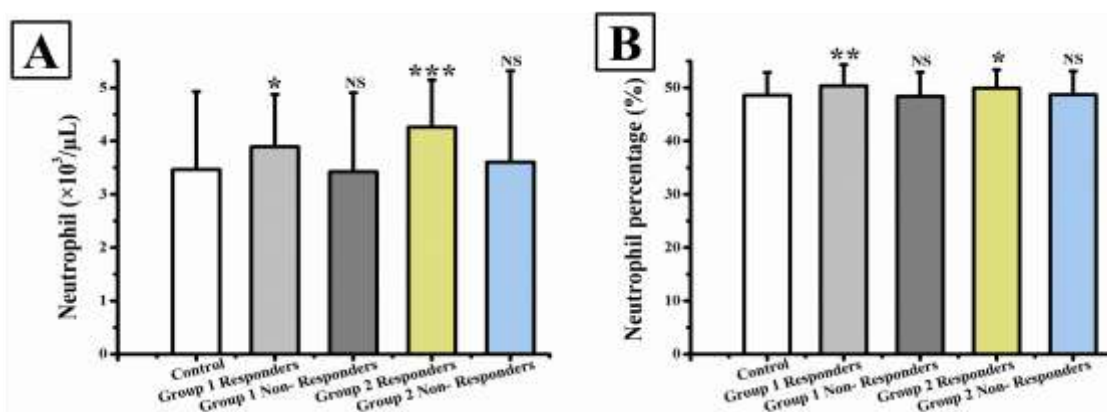 A
Neutrophil (×10³/μL)
5
4
3
2
1
0
*
NS
***
NS
Control
Group 1 Responders
Group 1 Non- Responders
Group 2 Responders
Group 2 Non- Responders
B
Neutrophil percentage (%)
50
40
30
20
10
0
**
NS
*
NS
Control
Group 1 Responders
Group 1 Non- Responders
Group 2 Responders
Group 2 Non- Responders